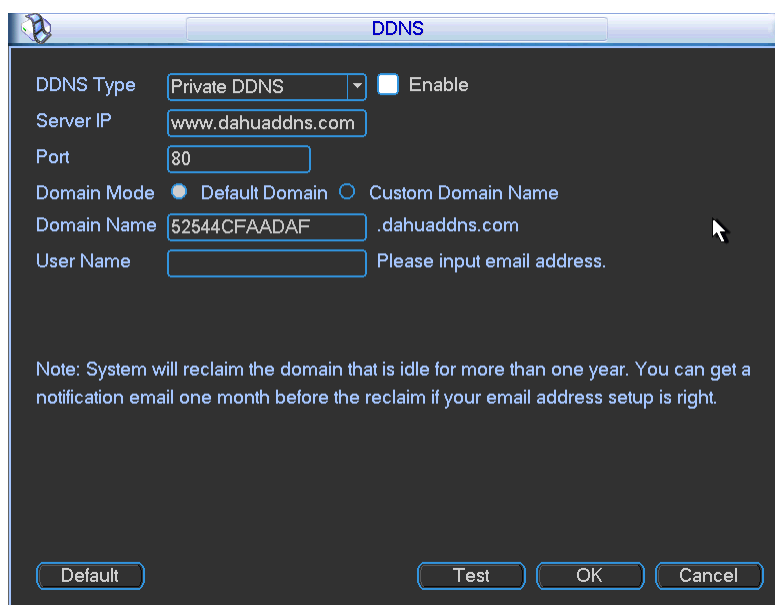 DDNS
DDNS Type Private DDNS Enable
Server IP www.dahuaddns.com
Port 80
Domain Mode Default Domain Custom Domain Name
Domain Name 52544CFAADAF .dahuaddns.com
User Name Please input email address.
Note: System will reclaim the domain that is idle for more than one year. You can get a
notification email one month before the reclaim if your email address setup is right.
Default Test OK Cancel